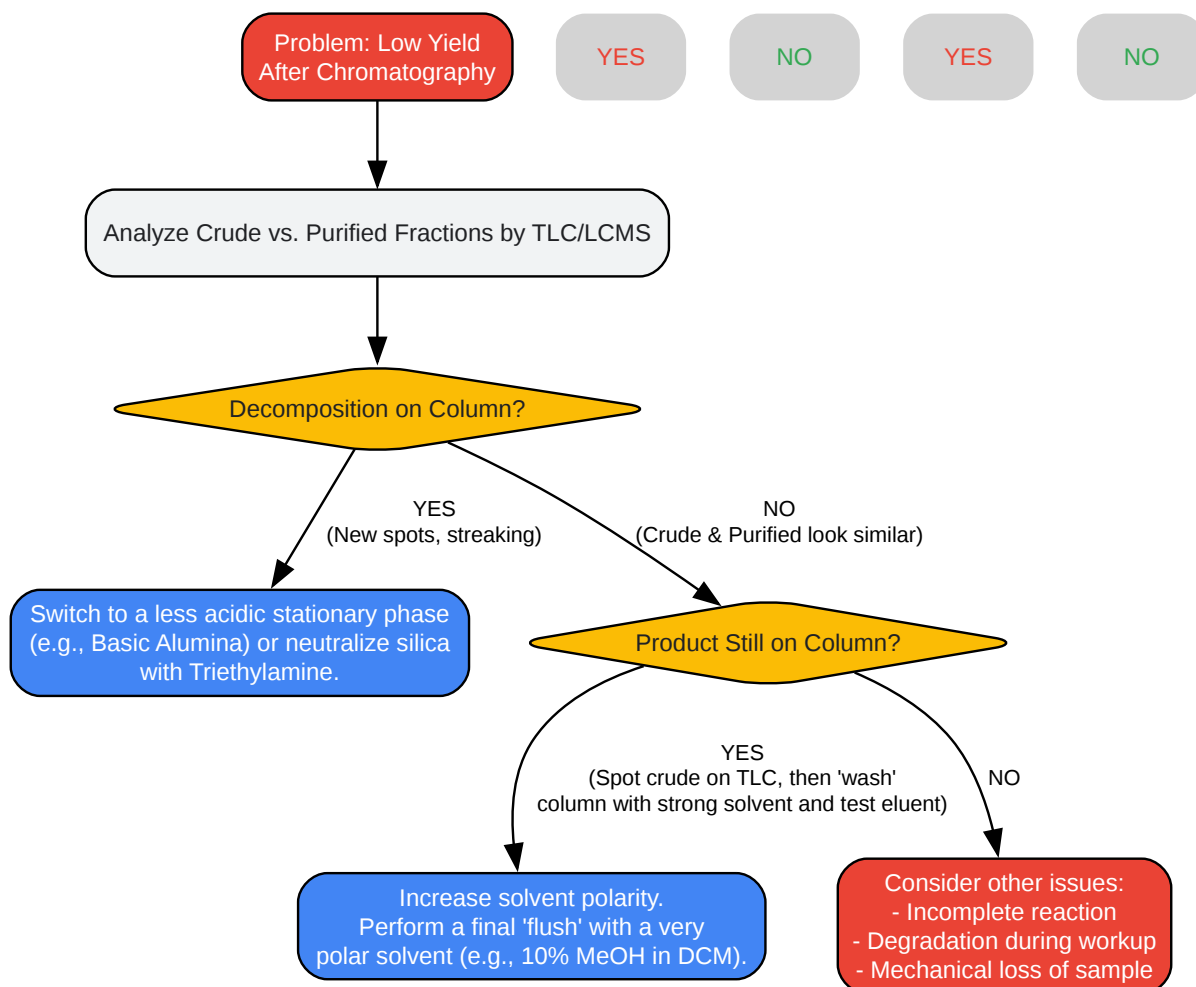 Problem: Low Yield
After Chromatography
YES
NO
YES
NO
Analyze Crude vs. Purified Fractions by TLC/LCMS
Decomposition on Column?
YES
(New spots, streaking)
NO
(Crude & Purified look similar)
Switch to a less acidic stationary phase
(e.g., Basic Alumina) or neutralize silica
with Triethylamine.
Product Still on Column?
YES
(Spot crude on TLC, then 'wash'
column with strong solvent and test eluent)
NO
Increase solvent polarity.
Perform a final 'flush' with a very
polar solvent (e.g., 10% MeOH in DCM).
Consider other issues:
- Incomplete reaction
- Degradation during workup
- Mechanical loss of sample